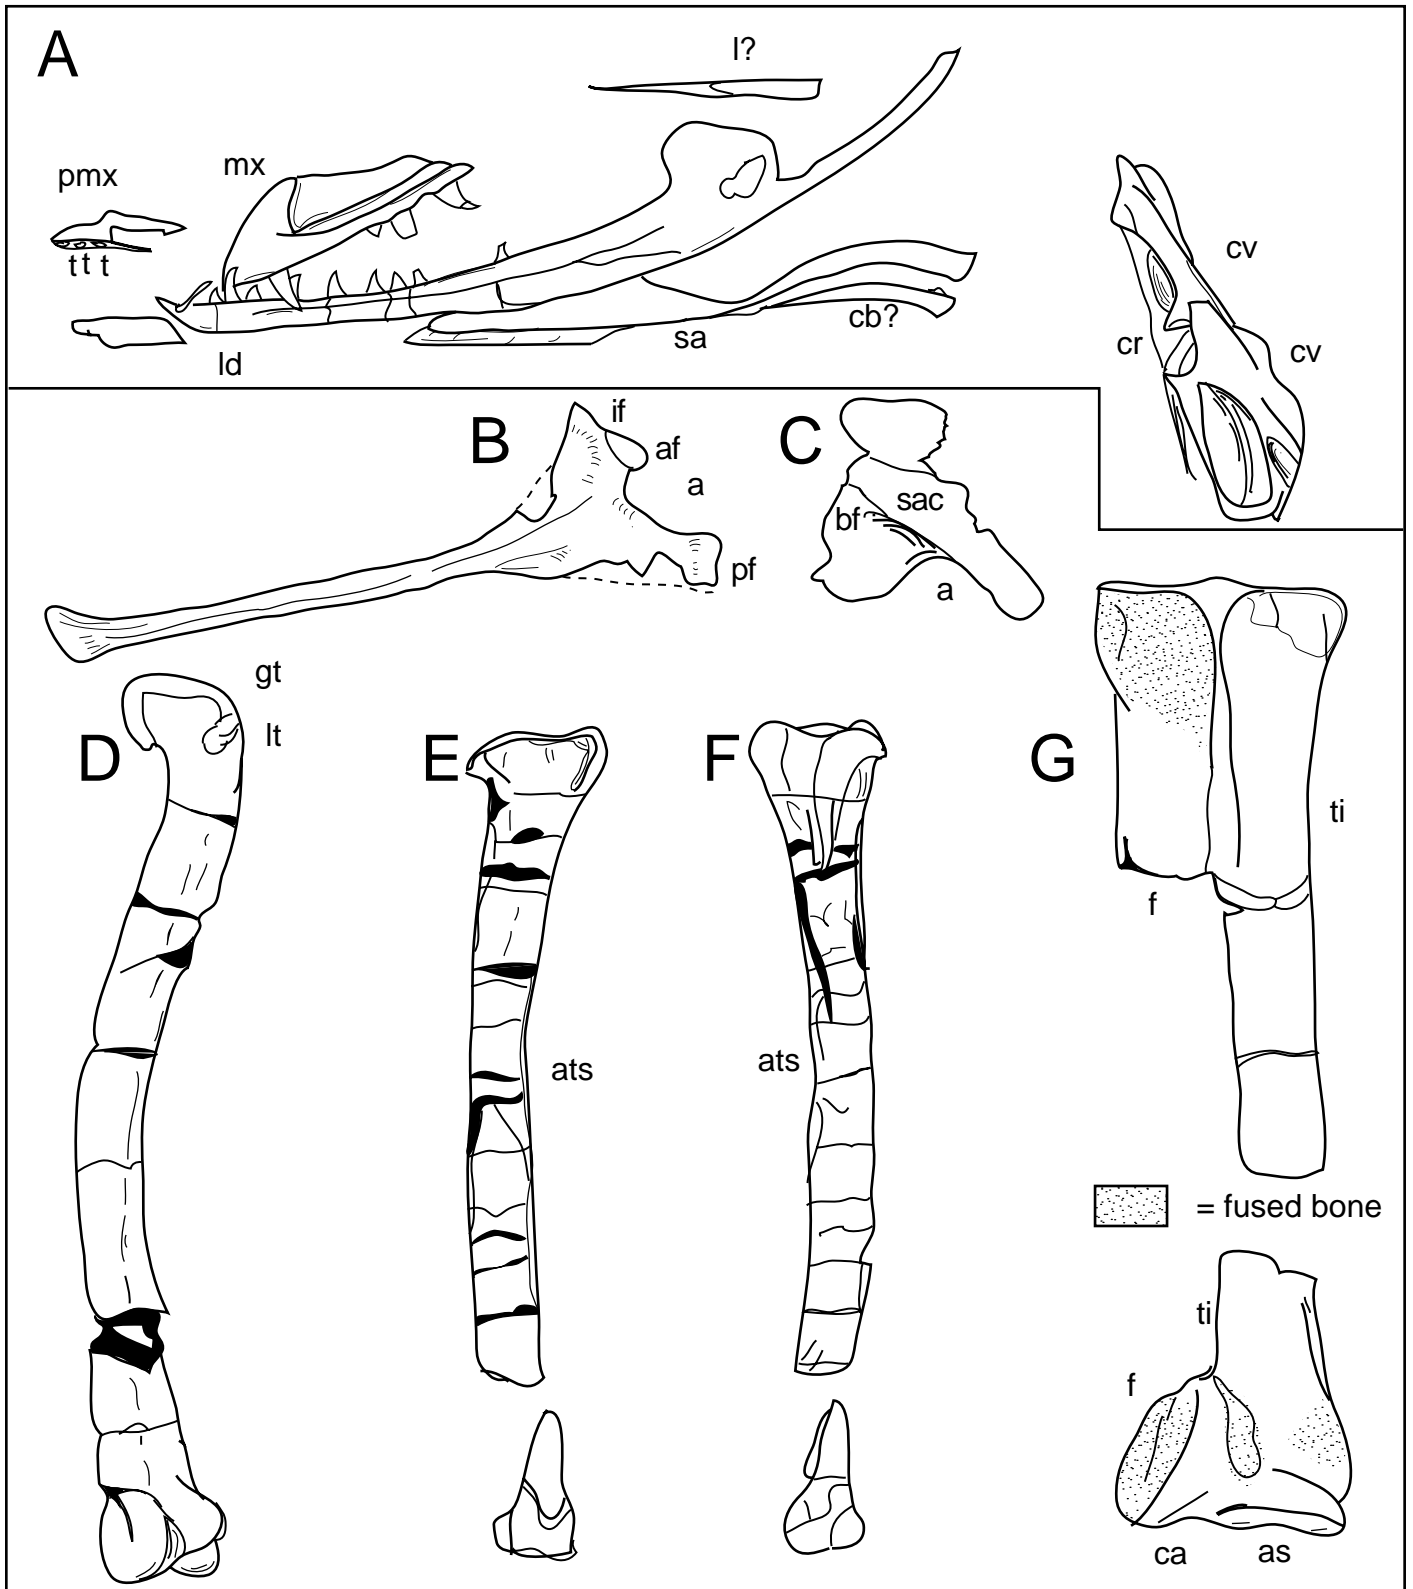 A
l?
pmx
mx
t t t
ld
sa
cb?
cv
cr
cv
B
if
af
a
pf
C
sac
bf
a
gt
lt
D
E
ats
F
ats
G
ti
f
= fused bone
ti
f
ca
as